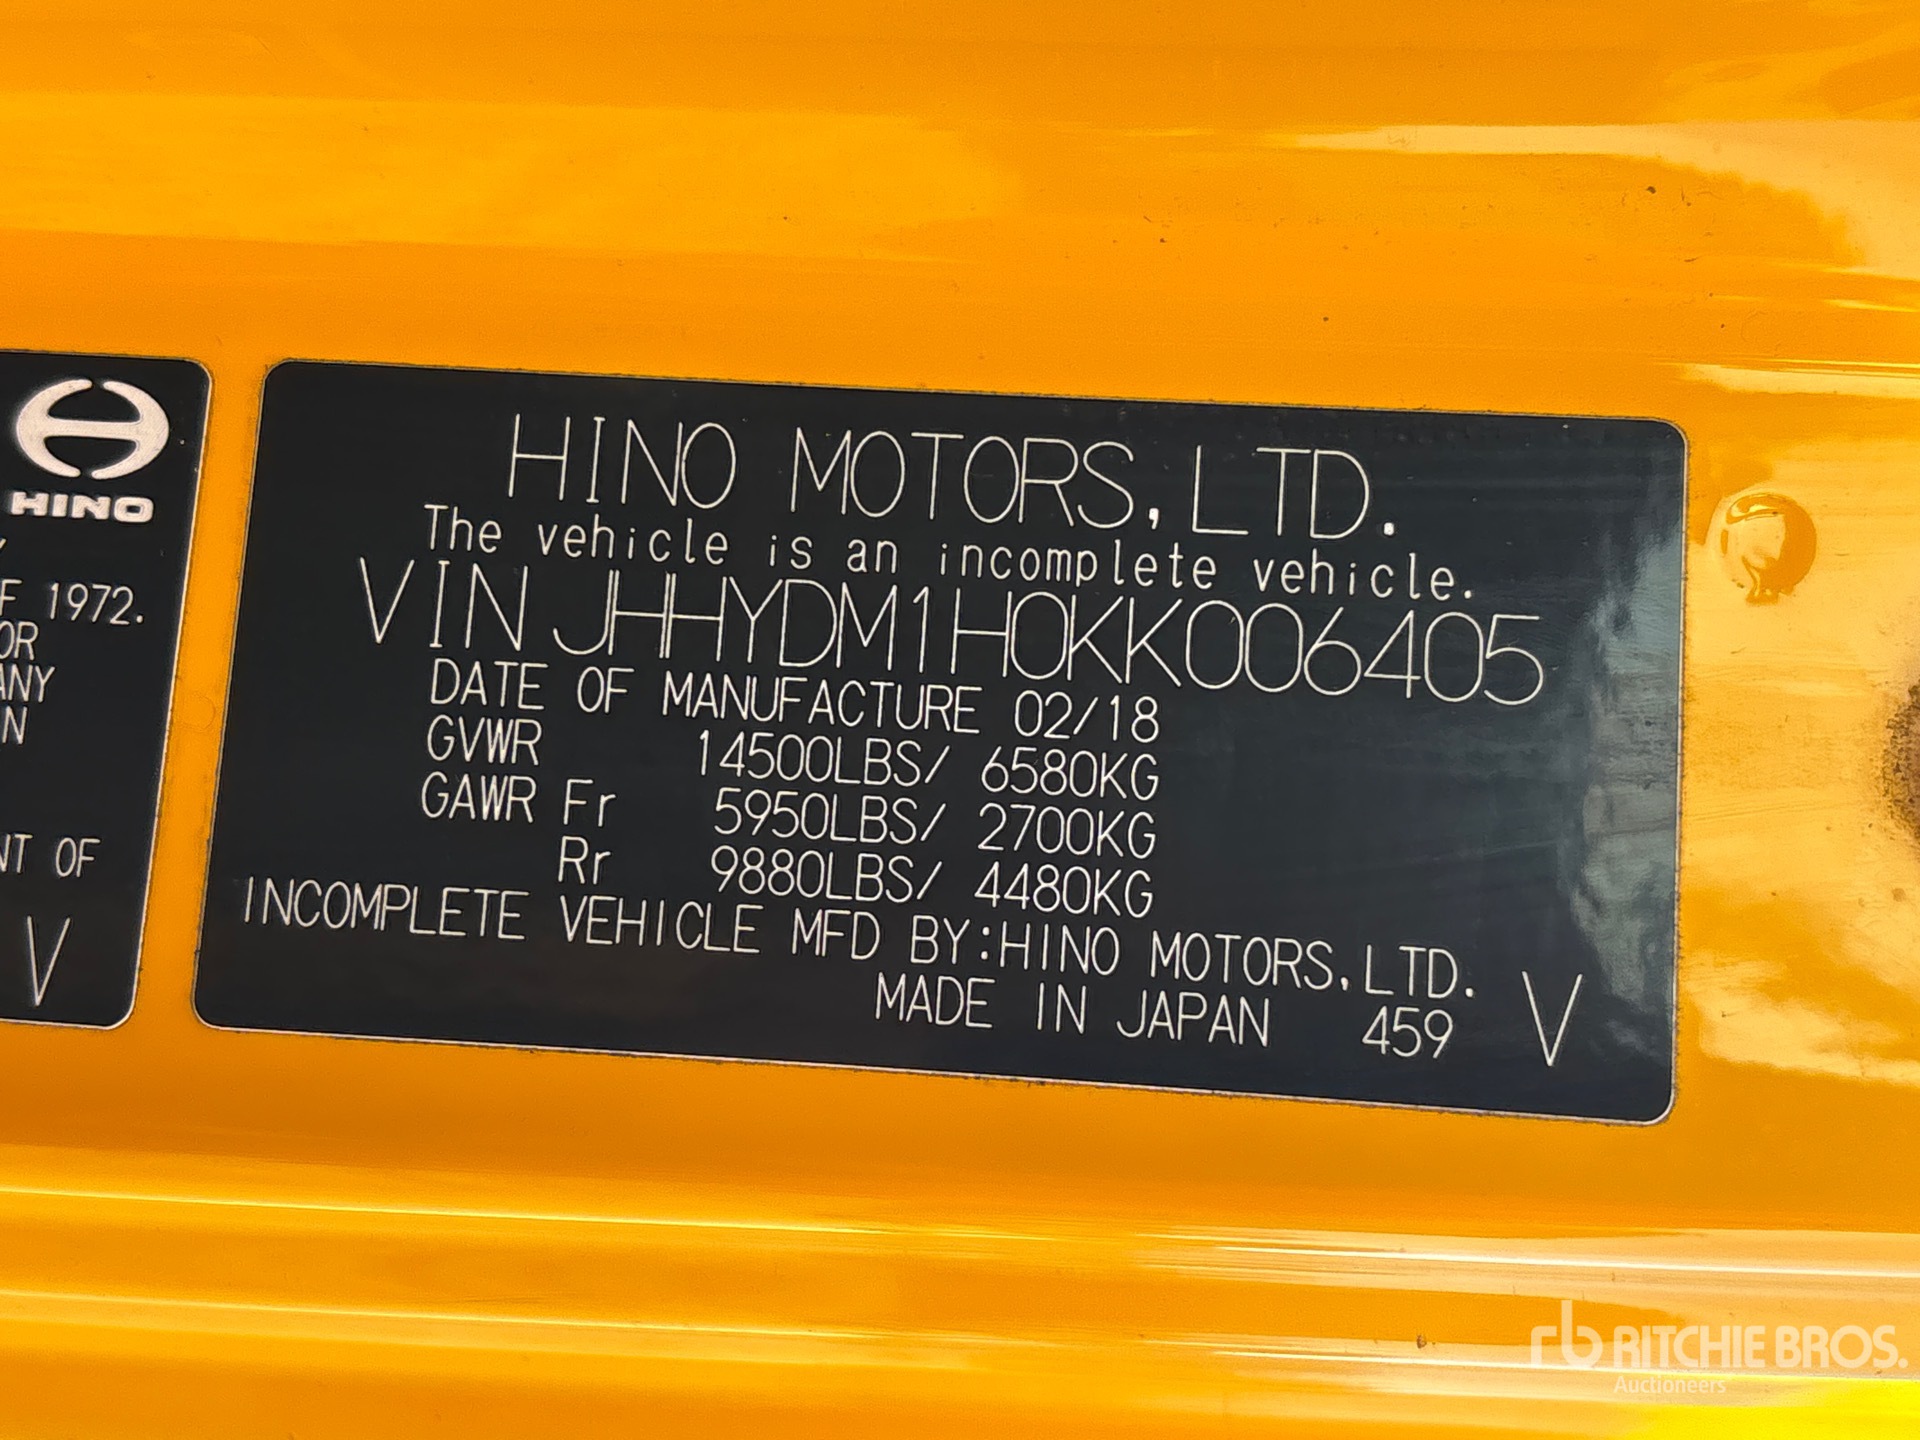 HINO
F 1972.
OR
ANY
N
NT OF
V
HINO MOTORS,LTD.
The vehicle is an incomplete vehicle.
VIN JHHYDM1H0KK006405
DATE OF MANUFACTURE 02/18
GVWR 14500LBS/ 6580KG
GAWR Fr 5950LBS/ 2700KG
Rr 9880LBS/ 4480KG
INCOMPLETE VEHICLE MFD BY:HINO MOTORS,LTD.
MADE IN JAPAN 459 V
rb RITCHIE BROS.
Auctioneers